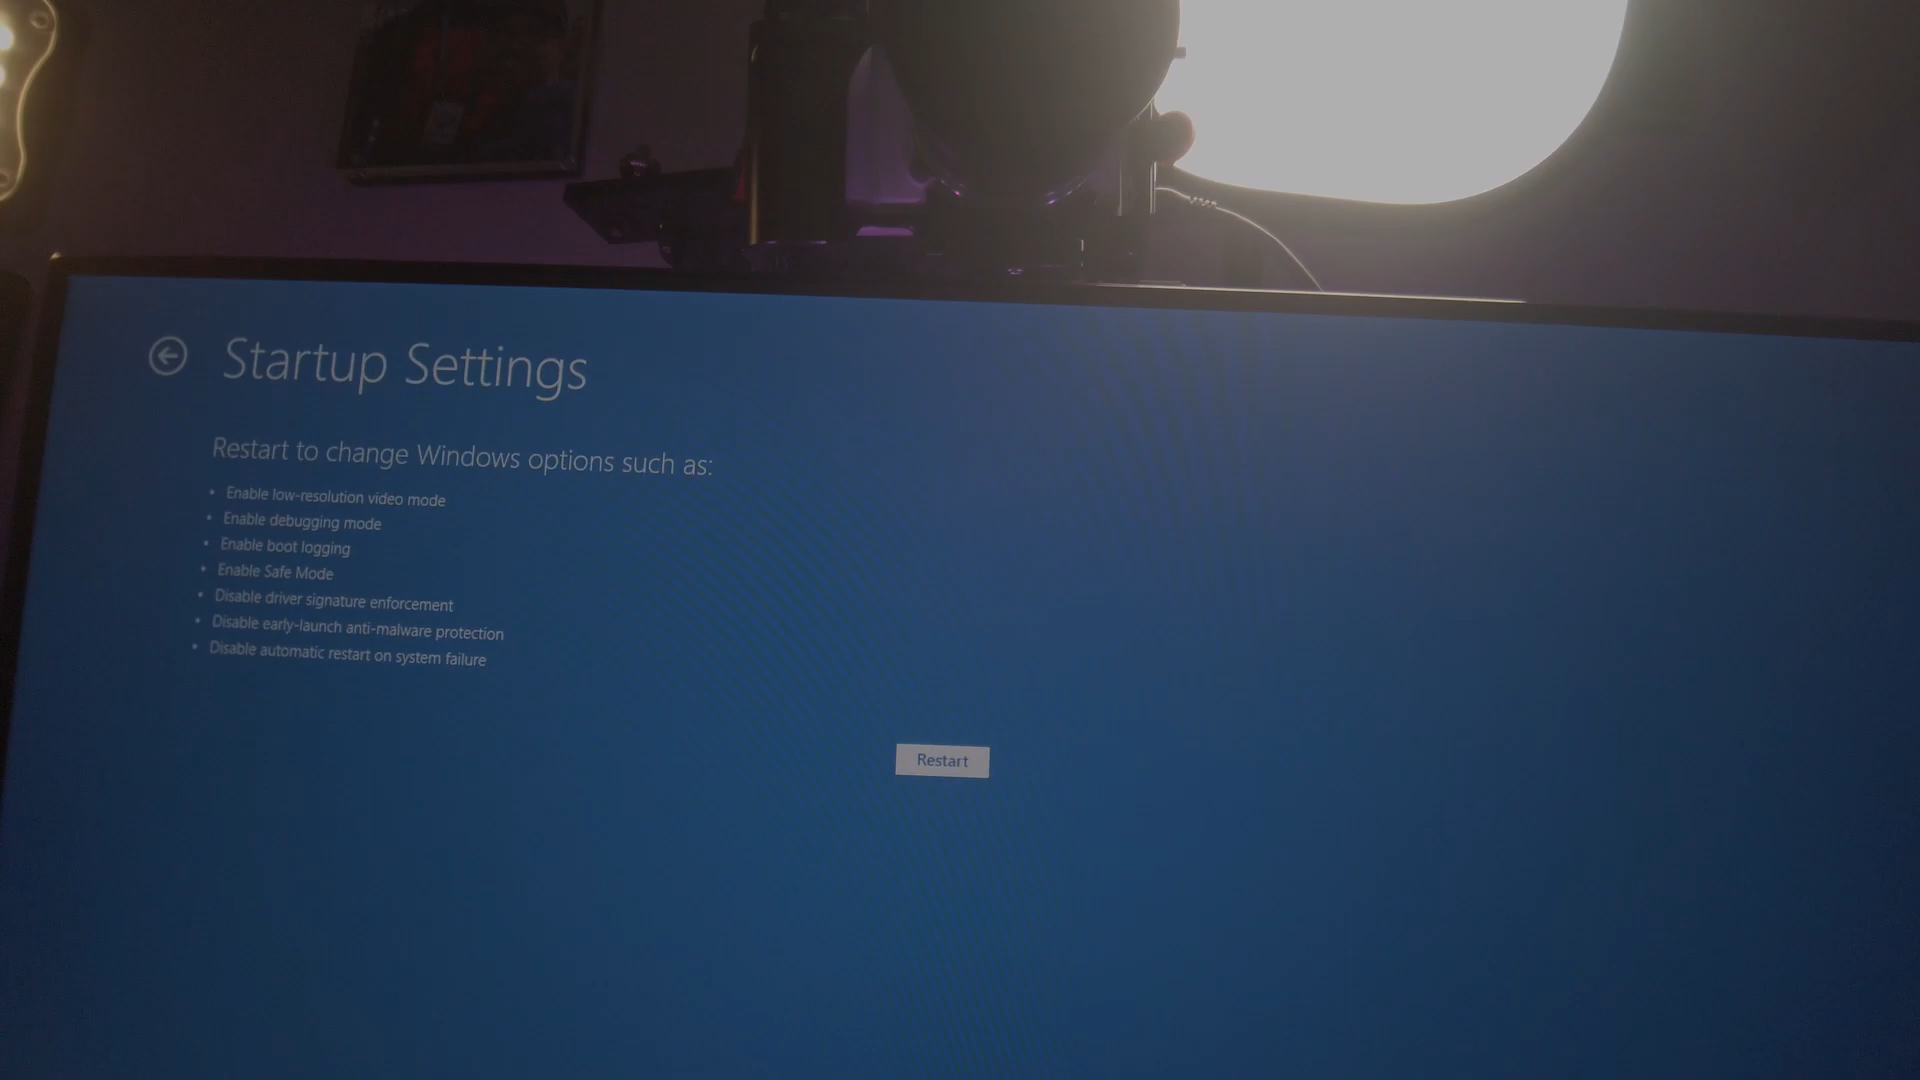 Startup Settings
Restart to change Windows options such as:
• Enable low-resolution video mode
• Enable debugging mode
• Enable boot logging
• Enable Safe Mode
• Disable driver signature enforcement
• Disable early-launch anti-malware protection
• Disable automatic restart on system failure
Restart